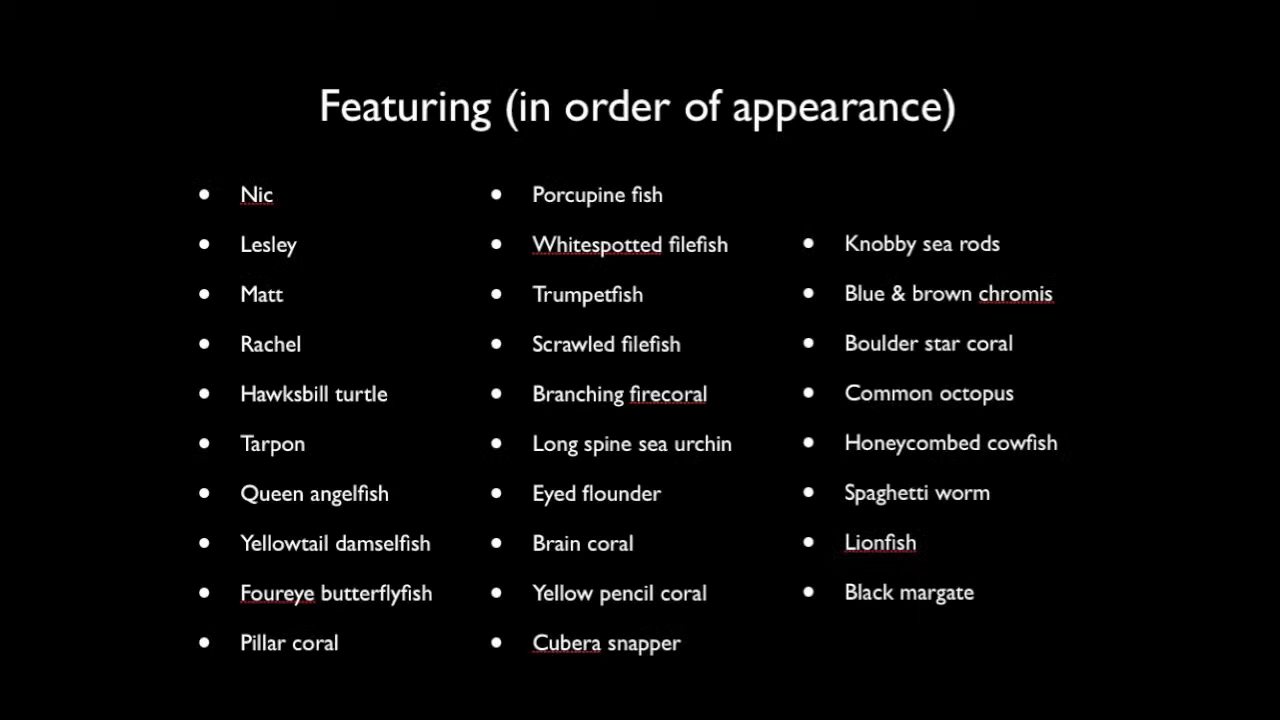 Featuring (in order of appearance)
Nic
Lesley
Matt
Rachel
Hawksbill turtle
Tarpon
Queen angelfish
Yellowtail damselfish
Foureye butterflyfish
Pillar coral
Porcupine fish
Whitespotted filefish
Trumpetfish
Scrawled filefish
Branching firecoral
Long spine sea urchin
Eyed flounder
Brain coral
Yellow pencil coral
Cubera snapper
Knobby sea rods
Blue & brown chromis
Boulder star coral
Common octopus
Honeycombed cowfish
Spaghetti worm
Lionfish
Black margate